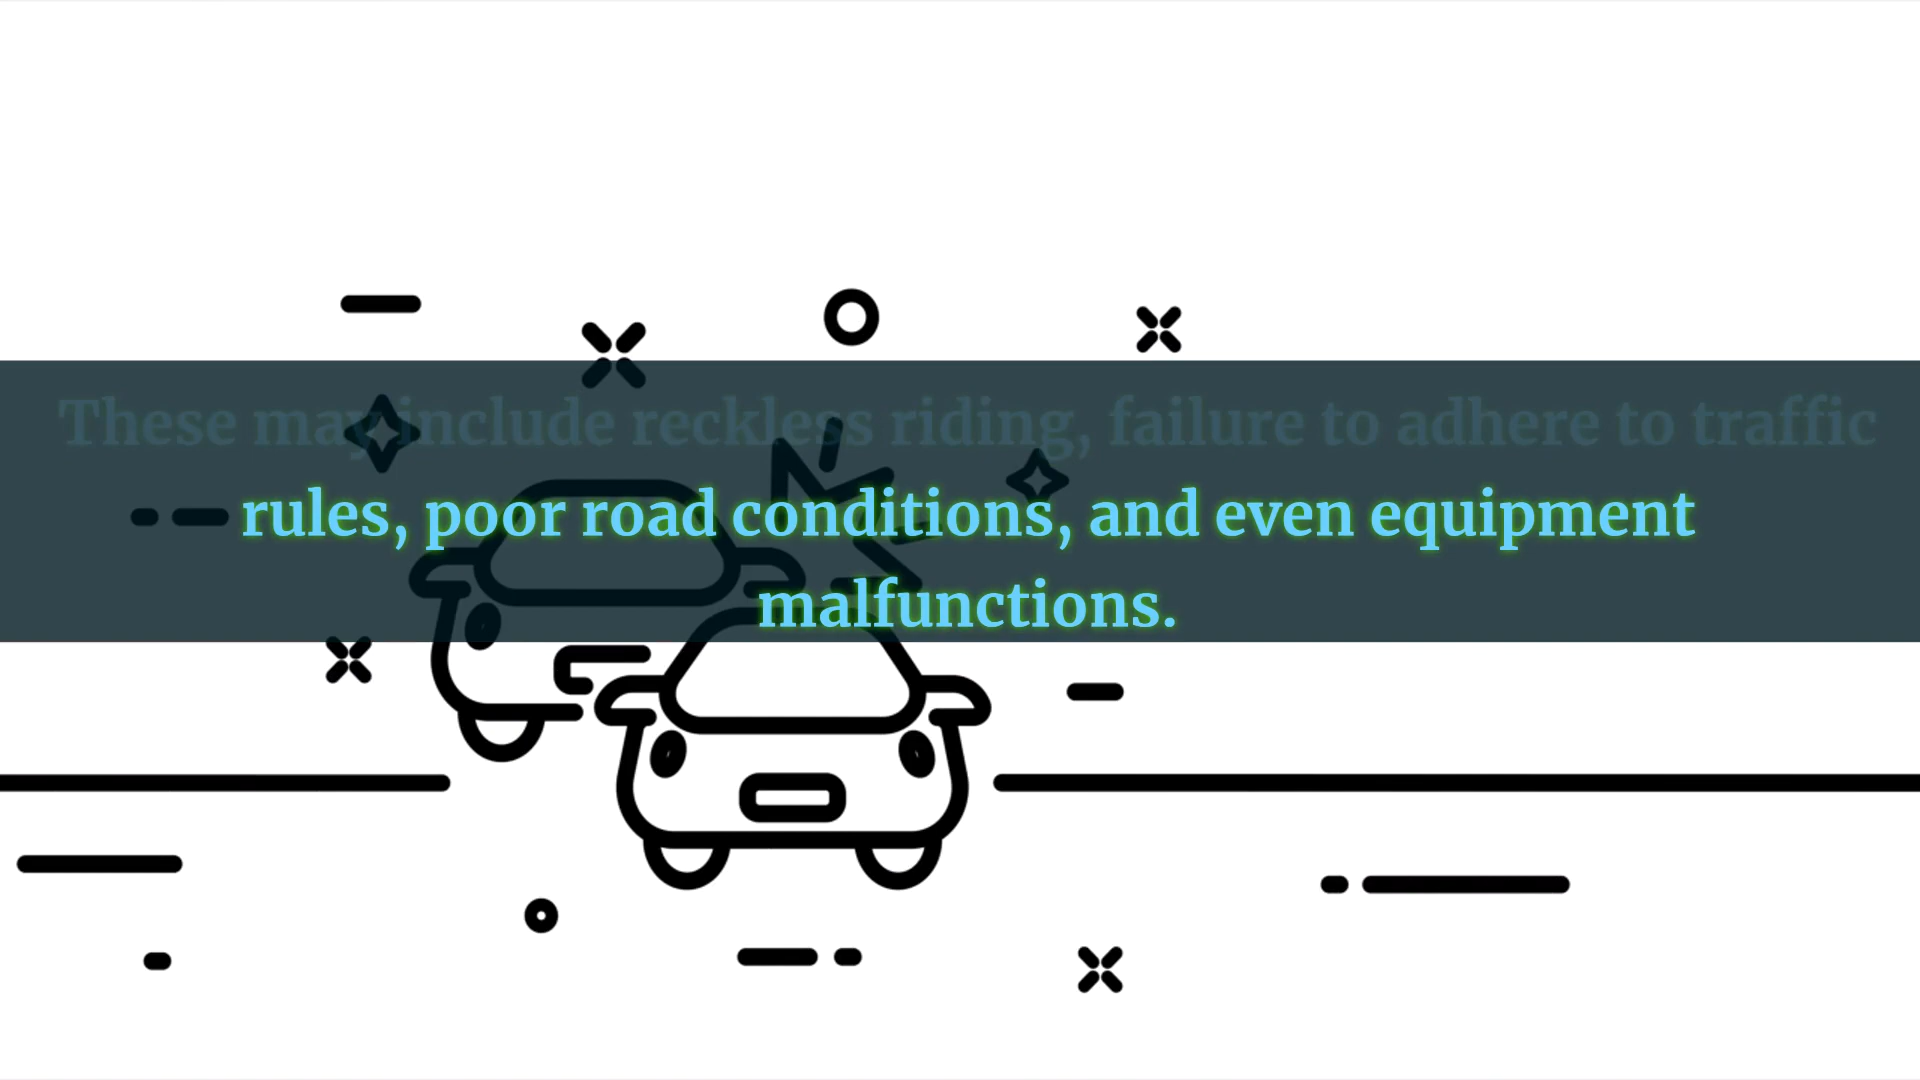 These may include reckless riding, failure to adhere to traffic
rules, poor road conditions, and even equipment
malfunctions.